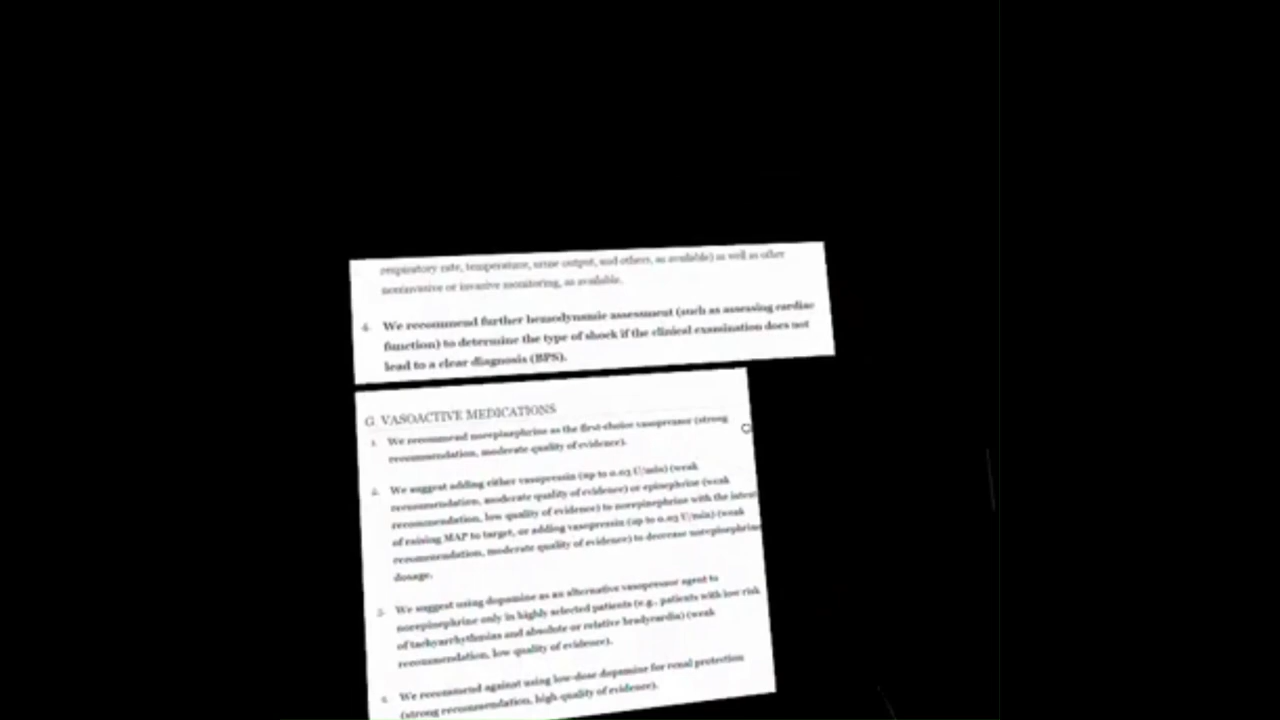 respiratory rate, temperature, urine output, and others, as available) as well as other
noninvasive or invasive monitoring, as available.
4. We recommend further hemodynamic assessment (such as assessing cardiac
function) to determine the type of shock if the clinical examination does not
lead to a clear diagnosis (BPS).
G. VASOACTIVE MEDICATIONS
1. We recommend norepinephrine as the first-choice vasopressor (strong
recommendation, moderate quality of evidence).
2. We suggest adding either vasopressin (up to 0.03 U/min) (weak
recommendation, moderate quality of evidence) or epinephrine (weak
recommendation, low quality of evidence) to norepinephrine with the intent
of raising MAP to target, or adding vasopressin (up to 0.03 U/min) (weak
recommendation, moderate quality of evidence) to decrease norepinephrine
dosage.
3. We suggest using dopamine as an alternative vasopressor agent to
norepinephrine only in highly selected patients (e.g., patients with low risk
of tachyarrhythmias and absolute or relative bradycardia) (weak
recommendation, low quality of evidence).
4. We recommend against using low-dose dopamine for renal protection
(strong recommendation, high quality of evidence).